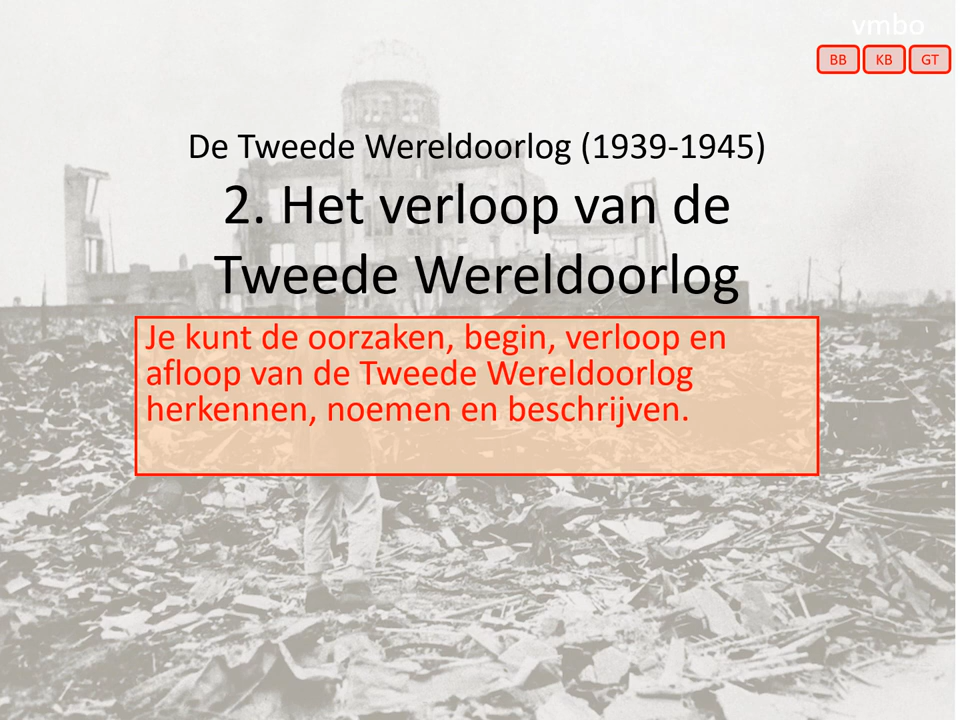 vmbo
BB KB GT
De Tweede Wereldoorlog (1939-1945)
2. Het verloop van de
Tweede Wereldoorlog
Je kunt de oorzaken, begin, verloop en
afloop van de Tweede Wereldoorlog
herkennen, noemen en beschrijven.